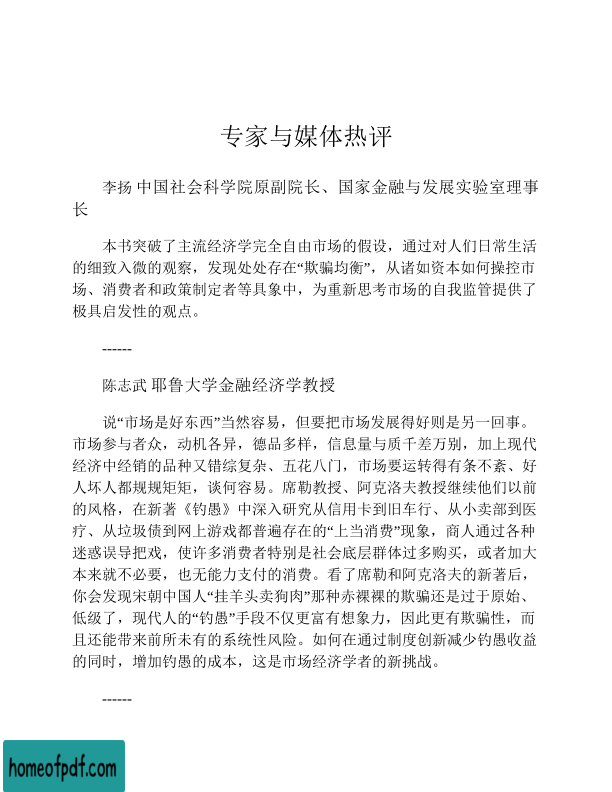 专家与媒体热评
李扬 中国社会科学院原副院长、国家金融与发展实验室理事
长
本书突破了主流经济学完全自由市场的假设，通过对人们日常生活
的细致入微的观察，发现处处存在“欺骗均衡”，从诸如资本如何操控市
场、消费者和政策制定者等具象中，为重新思考市场的自我监管提供了
极具启发性的观点。
------
陈志武 耶鲁大学金融经济学教授
说“市场是好东西”当然容易，但要把市场发展得好则是另一回事。
市场参与者众，动机各异，德品多样，信息量与质千差万别，加上现代
经济中经销的品种又错综复杂、五花八门，市场要运转得有条不紊、好
人坏人都规规矩矩，谈何容易。席勒教授、阿克洛夫教授继续他们以前
的风格，在新著《钓愚》中深入研究从信用卡到旧车行、从小卖部到医
疗、从垃圾债到网上游戏都普遍存在的“上当消费”现象，商人通过各种
迷惑误导把戏，使许多消费者特别是社会底层群体过多购买，或者加大
本来就不必要，也无能力支付的消费。看了席勒和阿克洛夫的新著后，
你会发现宋朝中国人“挂羊头卖狗肉”那种赤裸裸的欺骗还是过于原始、
低级了，现代人的“钓愚”手段不仅更富有想象力，因此更有欺骗性，而
且还能带来前所未有的系统性风险。如何在通过制度创新减少钓愚收益
的同时，增加钓愚的成本，这是市场经济学者的新挑战。
------
homeofpdf.com